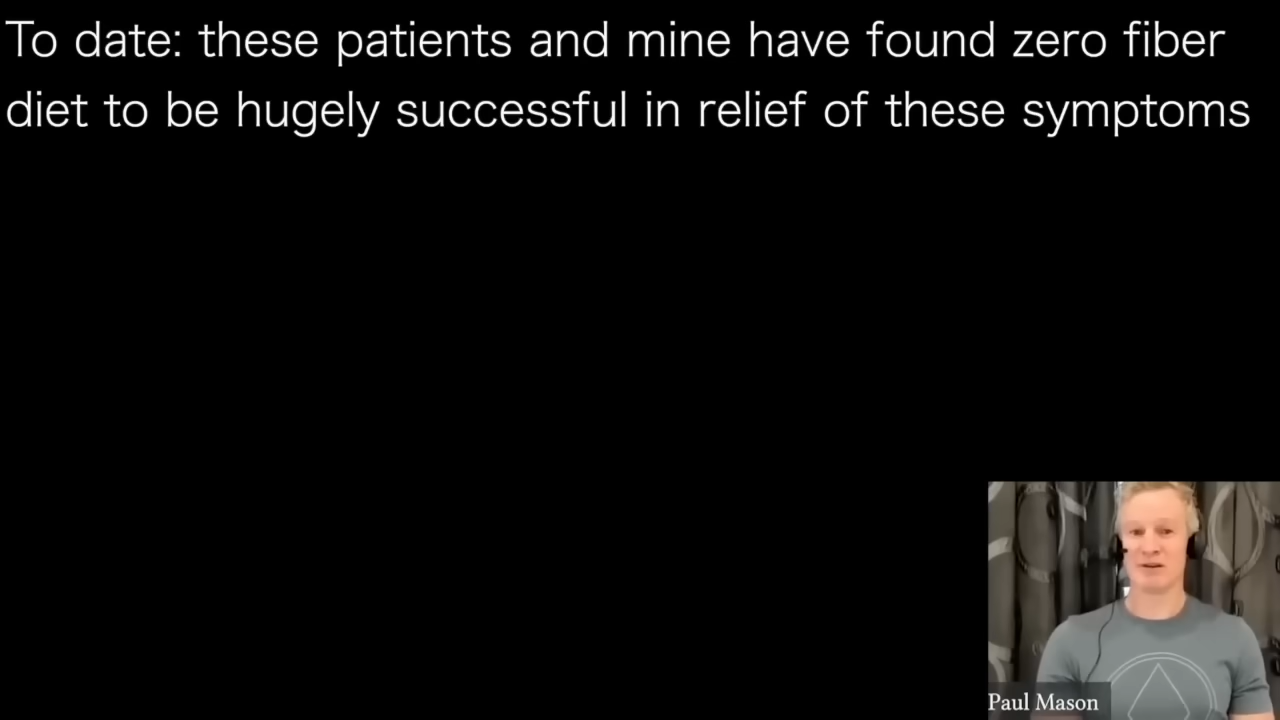 To date: these patients and mine have found zero fiber
diet to be hugely successful in relief of these symptoms
Paul Mason